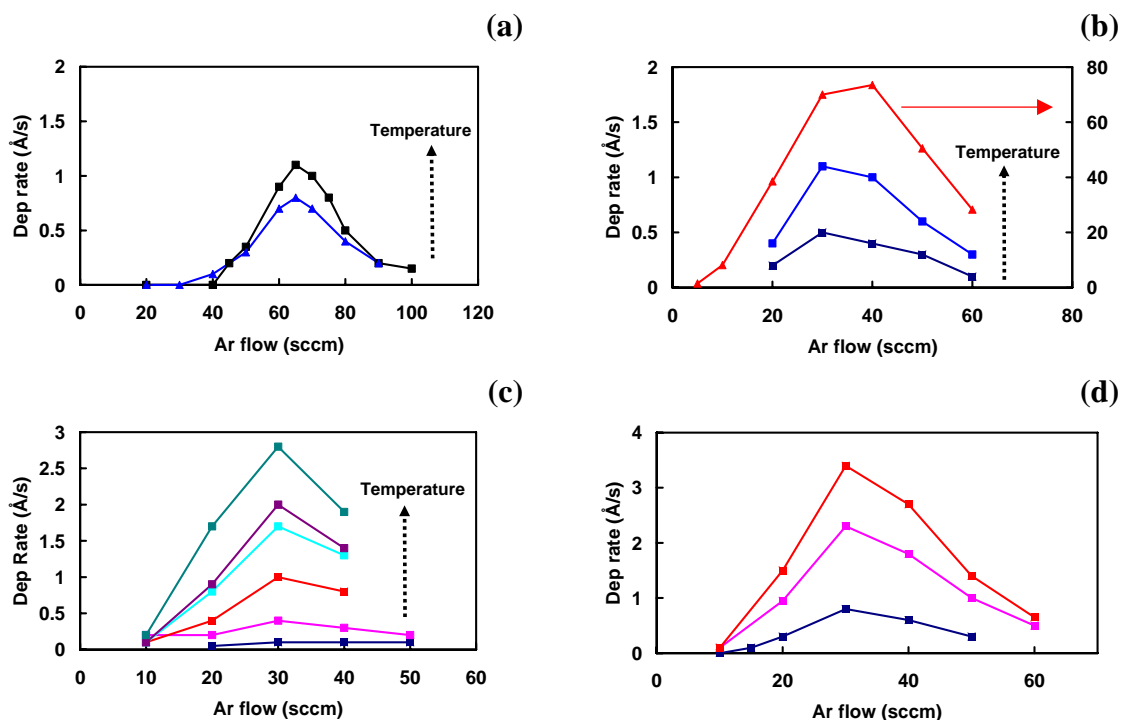 (a)
2
1.5
1
0.5
0
Dep rate (Å/s)
Temperature
0 20 40 60 80 100 120
Ar flow (sccm)
(b)
2
1.5
1
0.5
0
Dep rate (Å/s)
80
60
40
20
0
Temperature
0 20 40 60 80
Ar flow (sccm)
(c)
3
2.5
2
1.5
1
0.5
0
Dep Rate (Å/s)
Temperature
0 10 20 30 40 50 60
Ar flow (sccm)
(d)
4
3
2
1
0
Dep rate (Å/s)
0 20 40 60
Ar flow (sccm)